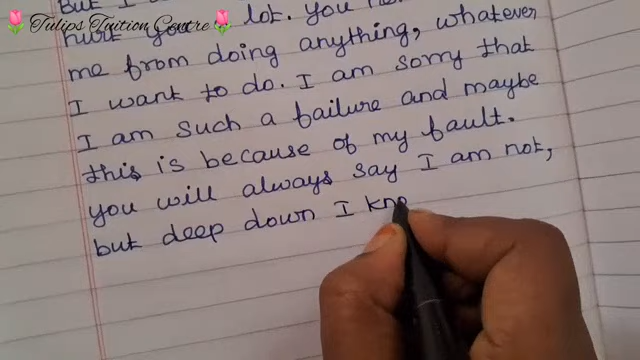 But I
🌷Tulips Tuition Centre🌷
hurt you lot. you
me from doing anything, whatever
I want to do. I am sorry that
I am such a failure and maybe
this is because of my fault.
you will always say I am not,
but deep down I kno